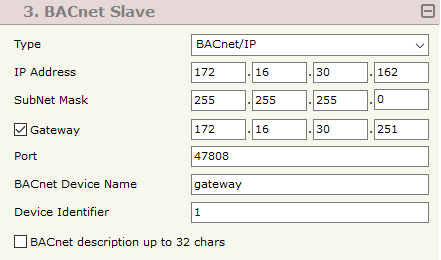 3. BACnet Slave
Type BACnet/IP
IP Address 172 . 16 . 30 . 162
SubNet Mask 255 . 255 . 255 . 0
Gateway 172 . 16 . 30 . 251
Port 47808
BACnet Device Name gateway
Device Identifier 1
BACnet description up to 32 chars